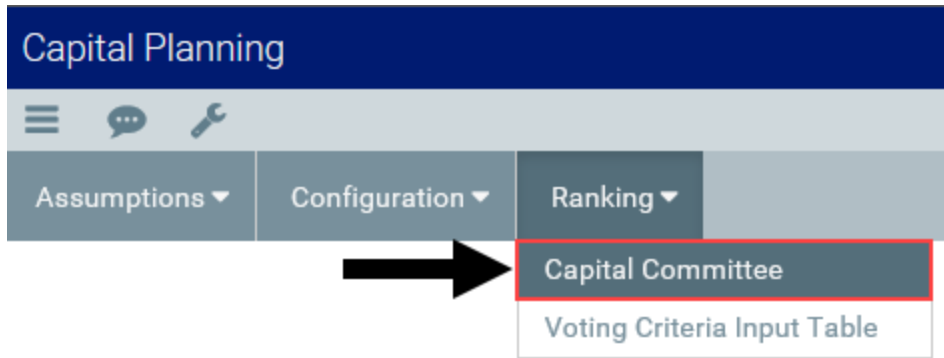 Capital Planning
Assumptions Configuration Ranking
Capital Committee
Voting Criteria Input Table